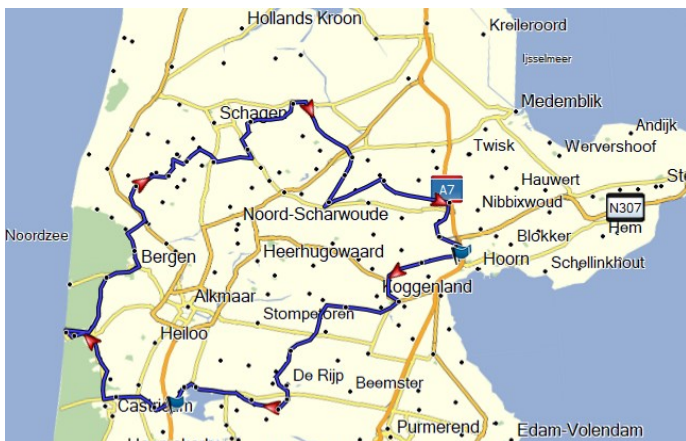 Hollands Kroon
Kreileroord
Ijsselmeer
Medemblik
Schagen
Andijk
Twisk
Wervershoof
Hauwert
Ste
A7
Nibbixwoud
N307
Noord-Scharwoude
Hem
Noordzee
Blokker
Bergen
Heerhugowaard
Hoorn
Schellinkhout
Koggenland
Alkmaar
Stompetoren
Heiloo
De Rijp
Beemster
Castricum
Purmerend
Edam-Volendam